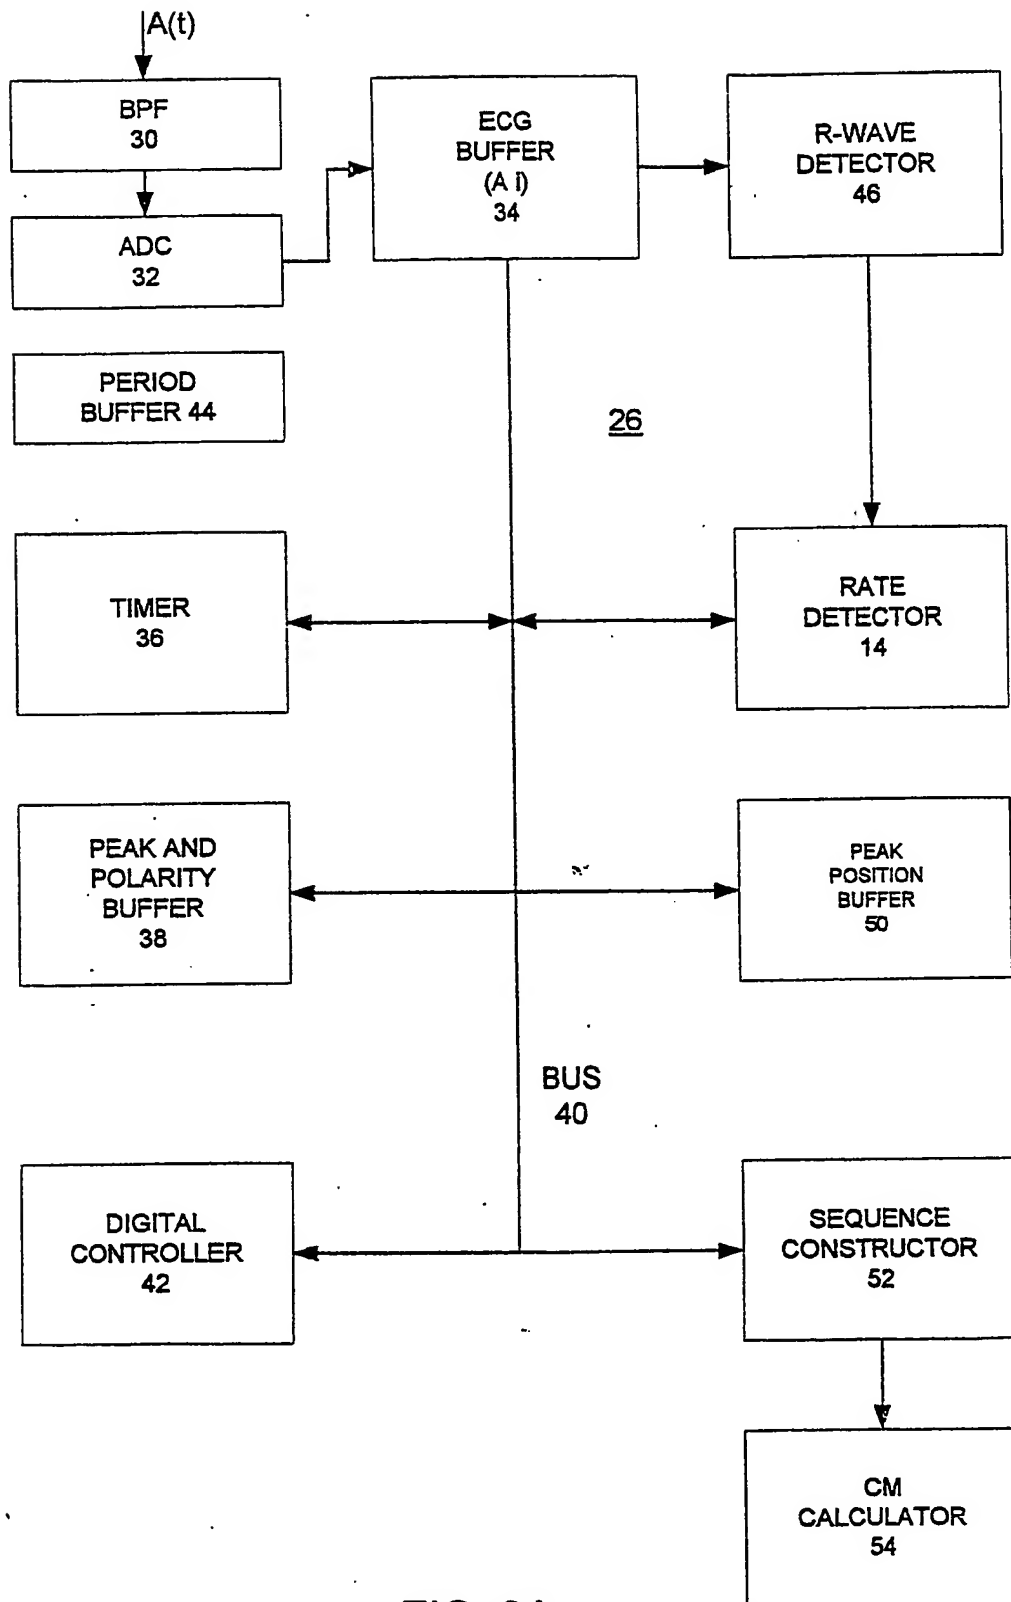 A(t)
BPF
30
ADC
32
ECG
BUFFER
(A i)
34
R-WAVE
DETECTOR
46
PERIOD
BUFFER 44
26
TIMER
36
RATE
DETECTOR
14
PEAK AND
POLARITY
BUFFER
38
PEAK
POSITION
BUFFER
50
BUS
40
DIGITAL
CONTROLLER
42
SEQUENCE
CONSTRUCTOR
52
CM
CALCULATOR
54